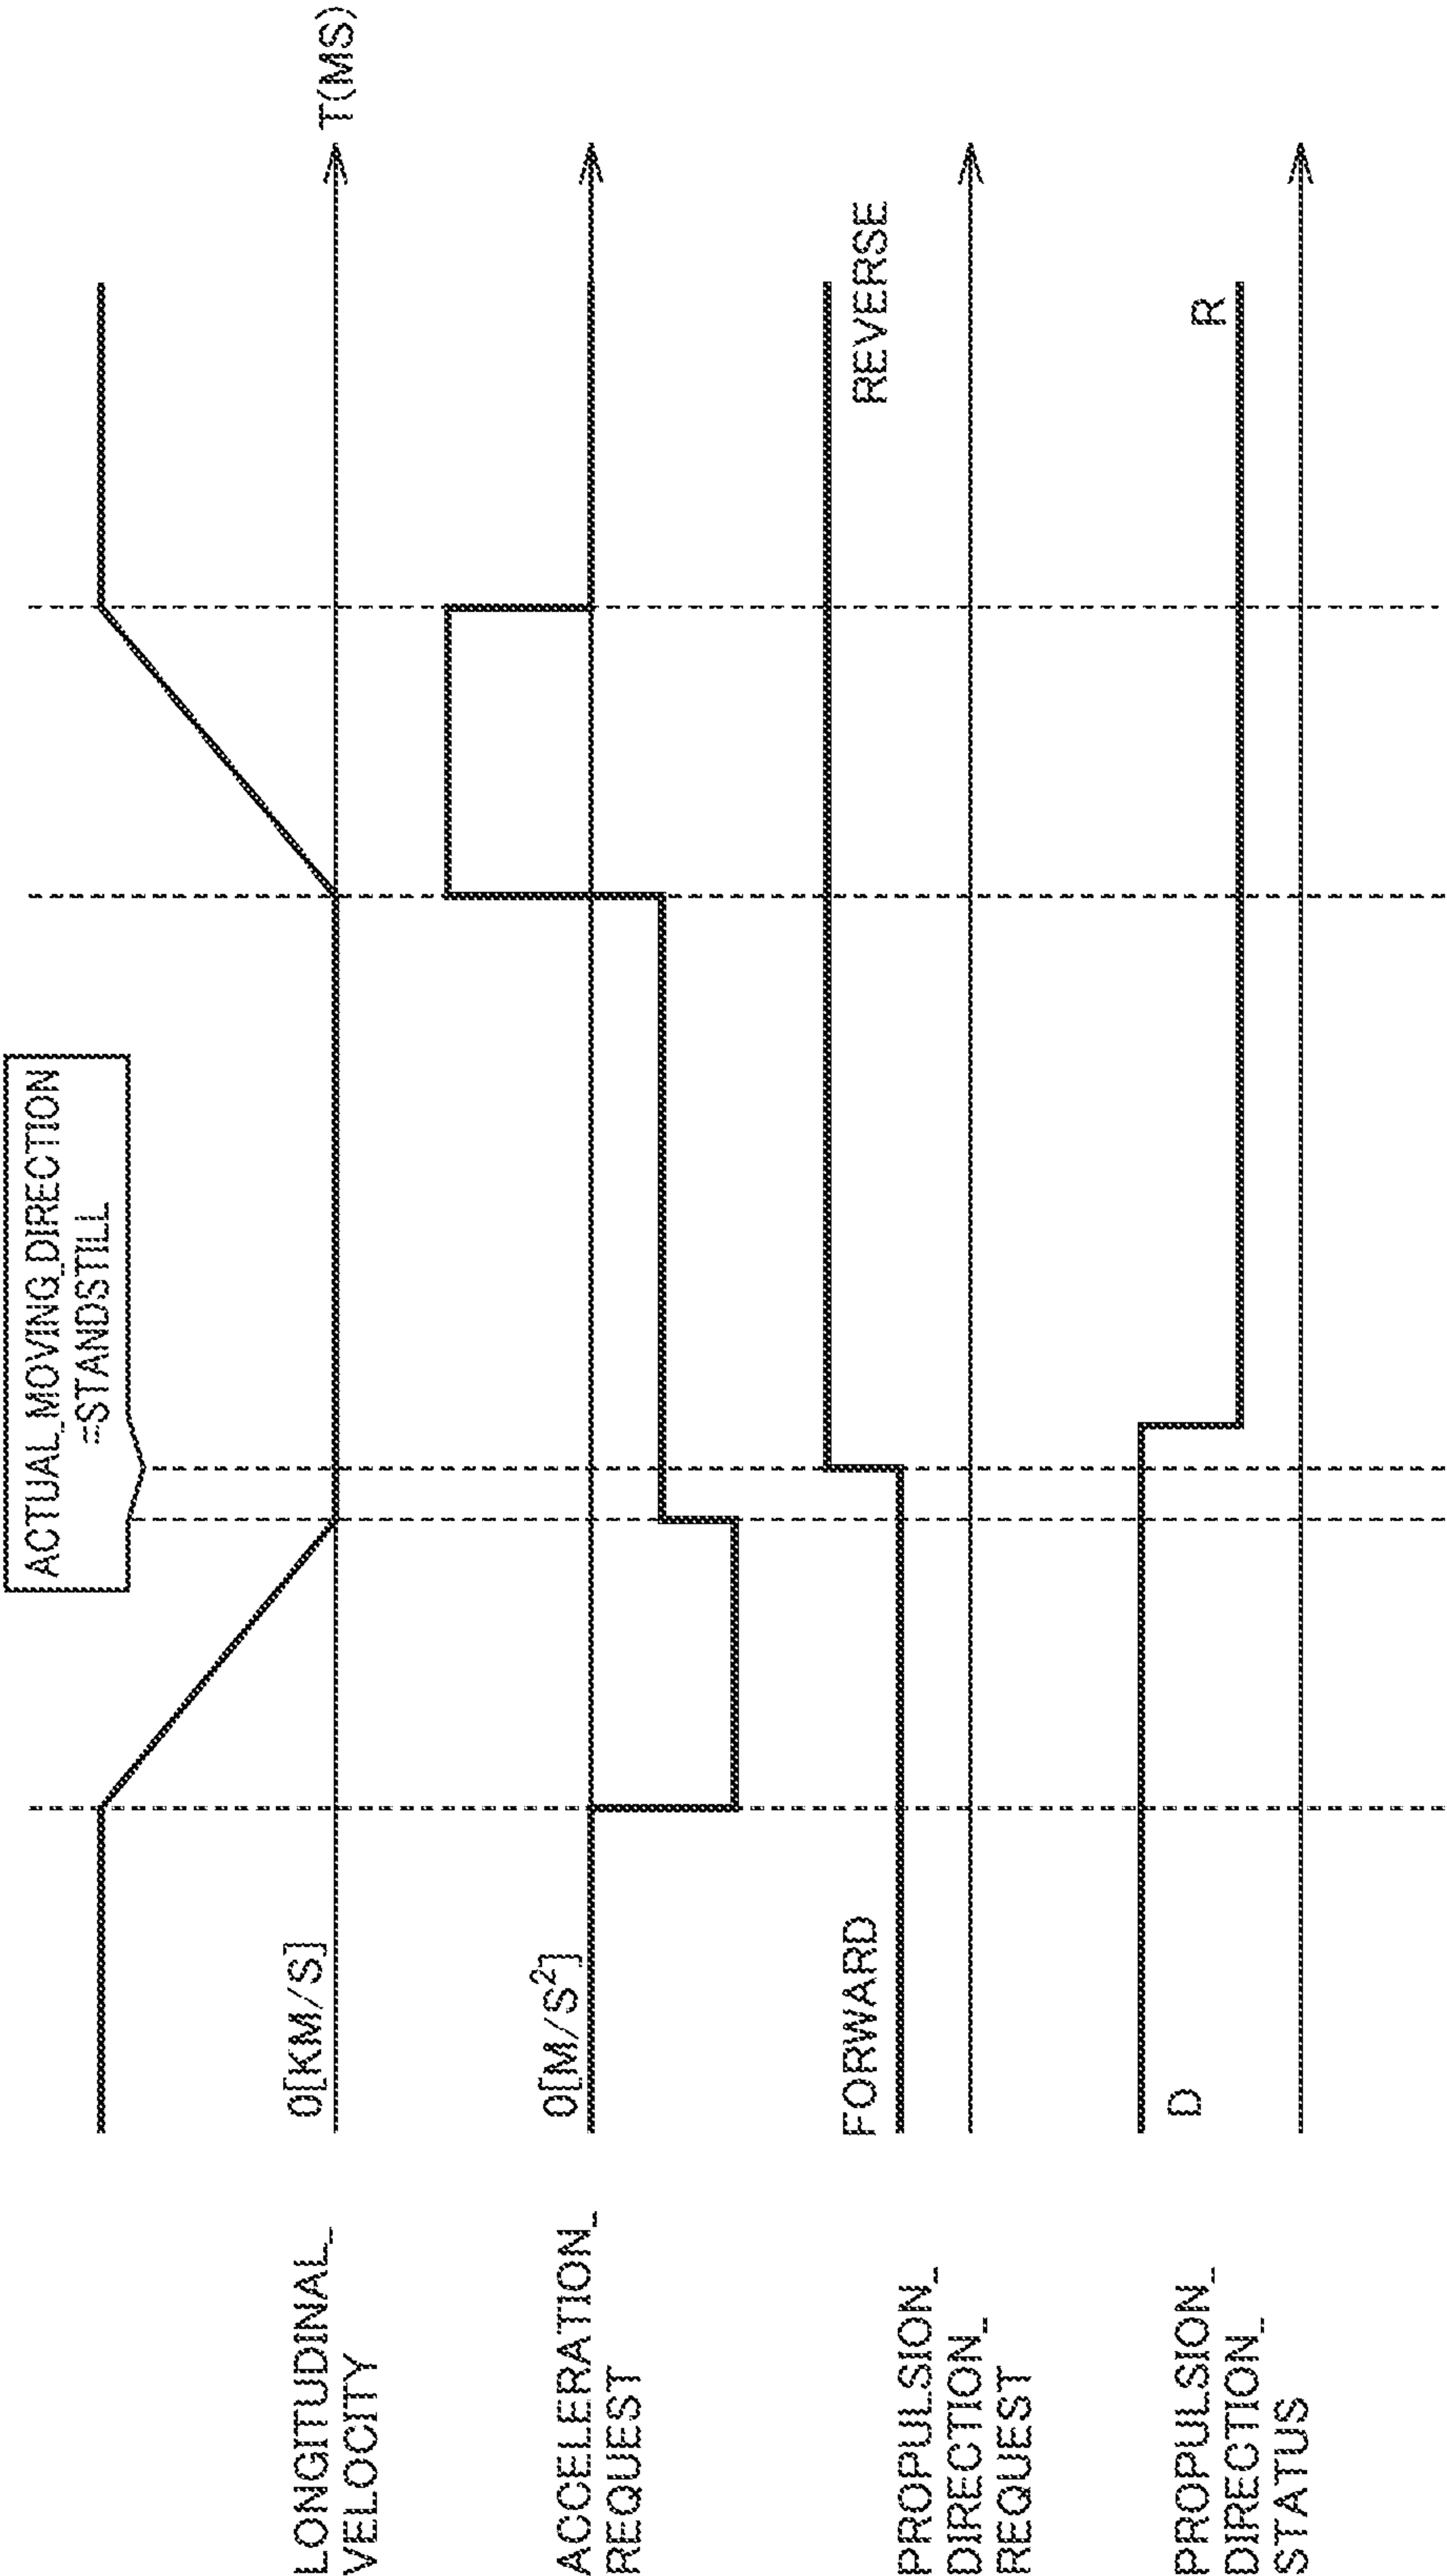 ACTUAL_MOVING_DIRECTION
=STANDSTILL
T(MS)
0[KM/S]
LONGITUDINAL_
VELOCITY
0[M/S²]
ACCELERATION_
REQUEST
FORWARD
REVERSE
PROPULSION_
DIRECTION_
REQUEST
D
R
PROPULSION_
DIRECTION_
STATUS